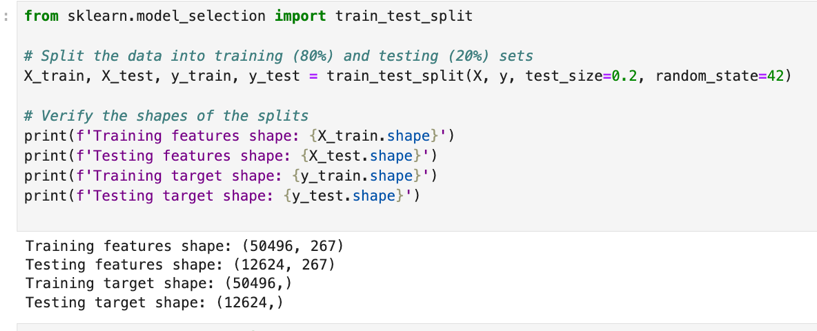 :
from sklearn.model_selection import train_test_split
# Split the data into training (80%) and testing (20%) sets
X_train, X_test, y_train, y_test = train_test_split(X, y, test_size=0.2, random_state=42)
# Verify the shapes of the splits
print(f'Training features shape: {X_train.shape}')
print(f'Testing features shape: {X_test.shape}')
print(f'Training target shape: {y_train.shape}')
print(f'Testing target shape: {y_test.shape}')
Training features shape: (50496, 267)
Testing features shape: (12624, 267)
Training target shape: (50496,)
Testing target shape: (12624,)